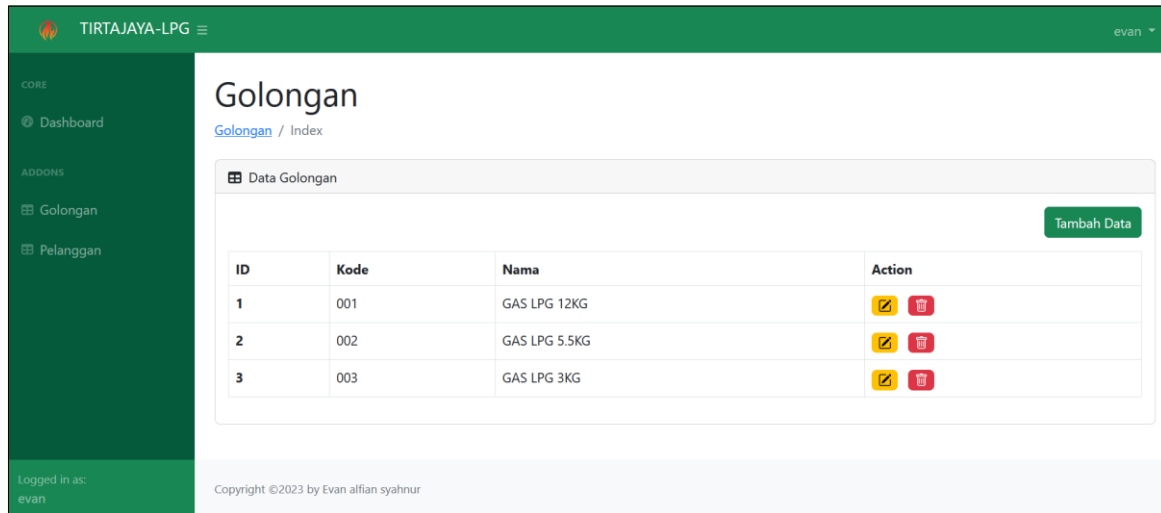 TIRTAJAYA-LPG
evan
CORE
Dashboard
ADDONS
Golongan
Pelanggan
Logged in as:
evan
Golongan
Golongan / Index
Data Golongan
Tambah Data
ID Kode Nama Action
1 001 GAS LPG 12KG
2 002 GAS LPG 5.5KG
3 003 GAS LPG 3KG
Copyright ©2023 by Evan alfian syahnur